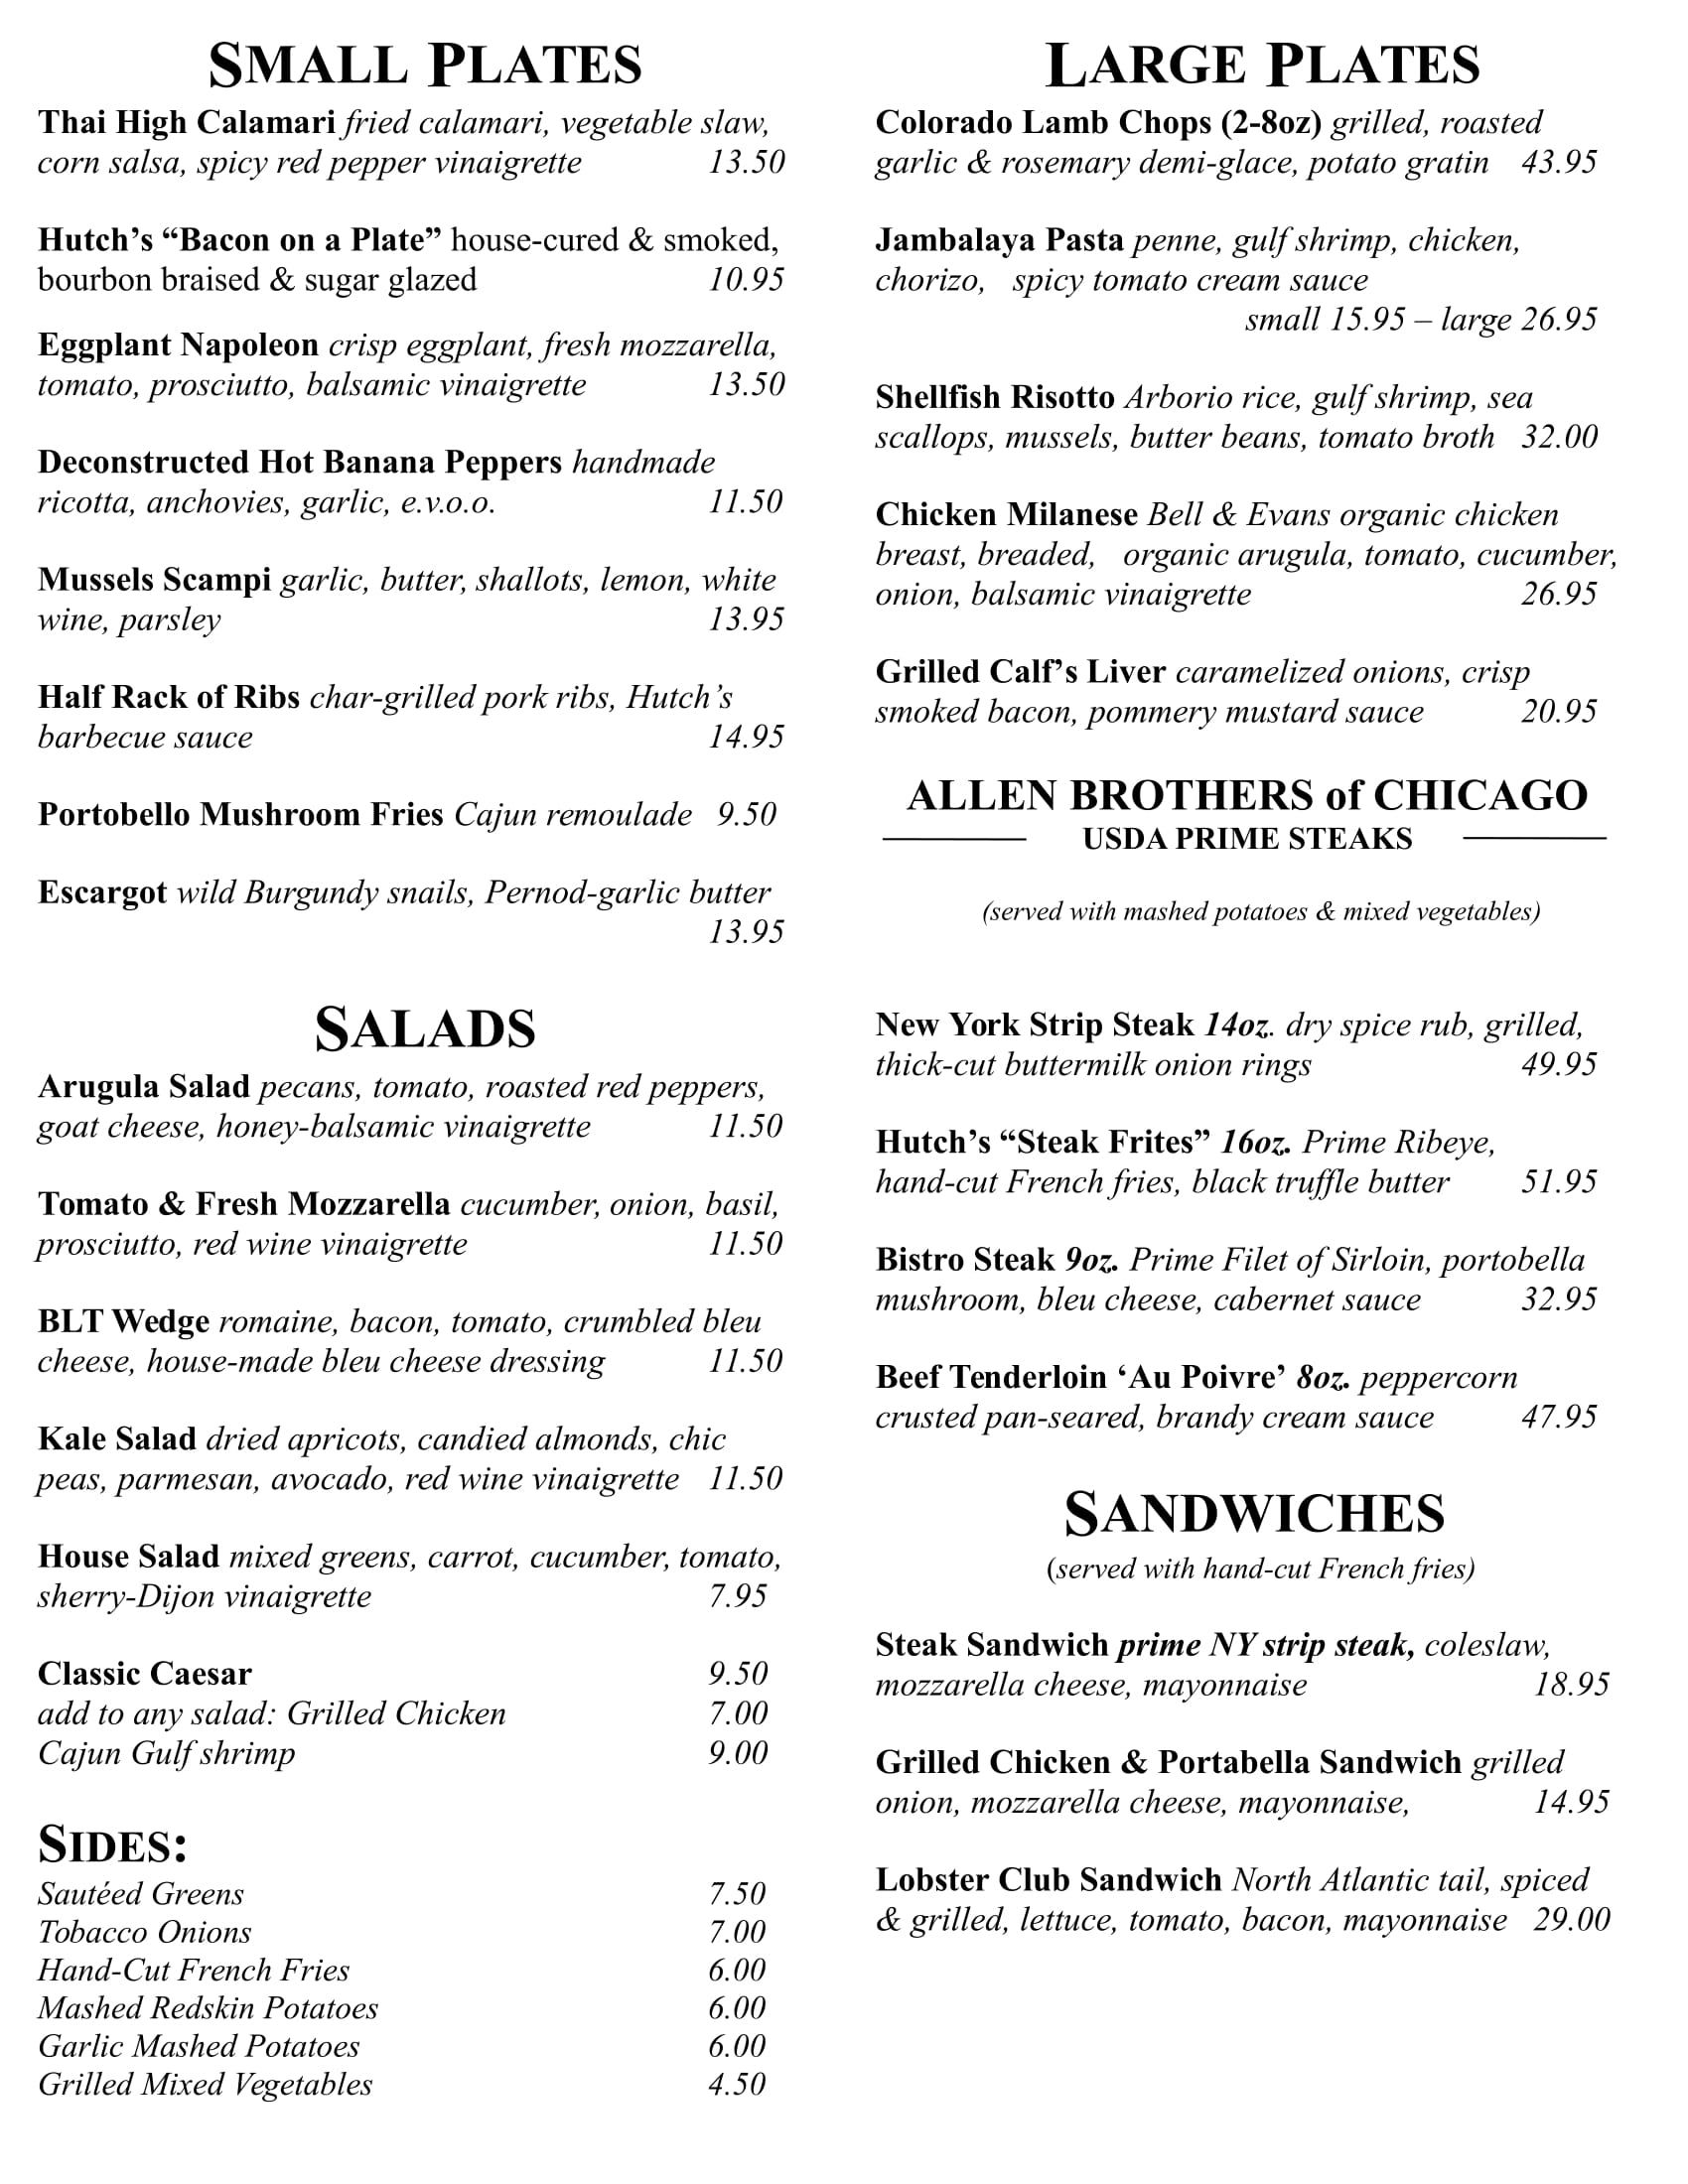 SMALL PLATES
Thai High Calamari fried calamari, vegetable slaw,
corn salsa, spicy red pepper vinaigrette 13.50
Hutch’s “Bacon on a Plate” house-cured & smoked,
bourbon braised & sugar glazed 10.95
Eggplant Napoleon crisp eggplant, fresh mozzarella,
tomato, prosciutto, balsamic vinaigrette 13.50
Deconstructed Hot Banana Peppers handmade
ricotta, anchovies, garlic, e.v.o.o. 11.50
Mussels Scampi garlic, butter, shallots, lemon, white
wine, parsley 13.95
Half Rack of Ribs char-grilled pork ribs, Hutch’s
barbecue sauce 14.95
Portobello Mushroom Fries Cajun remoulade 9.50
Escargot wild Burgundy snails, Pernod-garlic butter
13.95
SALADS
Arugula Salad pecans, tomato, roasted red peppers,
goat cheese, honey-balsamic vinaigrette 11.50
Tomato & Fresh Mozzarella cucumber, onion, basil,
prosciutto, red wine vinaigrette 11.50
BLT Wedge romaine, bacon, tomato, crumbled bleu
cheese, house-made bleu cheese dressing 11.50
Kale Salad dried apricots, candied almonds, chic
peas, parmesan, avocado, red wine vinaigrette 11.50
House Salad mixed greens, carrot, cucumber, tomato,
sherry-Dijon vinaigrette 7.95
Classic Caesar 9.50
add to any salad: Grilled Chicken 7.00
Cajun Gulf shrimp 9.00
SIDES:
Sautéed Greens 7.50
Tobacco Onions 7.00
Hand-Cut French Fries 6.00
Mashed Redskin Potatoes 6.00
Garlic Mashed Potatoes 6.00
Grilled Mixed Vegetables 4.50
LARGE PLATES
Colorado Lamb Chops (2-8oz) grilled, roasted
garlic & rosemary demi-glace, potato gratin 43.95
Jambalaya Pasta penne, gulf shrimp, chicken,
chorizo, spicy tomato cream sauce
small 15.95 – large 26.95
Shellfish Risotto Arborio rice, gulf shrimp, sea
scallops, mussels, butter beans, tomato broth 32.00
Chicken Milanese Bell & Evans organic chicken
breast, breaded, organic arugula, tomato, cucumber,
onion, balsamic vinaigrette 26.95
Grilled Calf’s Liver caramelized onions, crisp
smoked bacon, pommery mustard sauce 20.95
ALLEN BROTHERS of CHICAGO
USDA PRIME STEAKS
(served with mashed potatoes & mixed vegetables)
New York Strip Steak 14oz. dry spice rub, grilled,
thick-cut buttermilk onion rings 49.95
Hutch’s “Steak Frites” 16oz. Prime Ribeye,
hand-cut French fries, black truffle butter 51.95
Bistro Steak 9oz. Prime Filet of Sirloin, portobella
mushroom, bleu cheese, cabernet sauce 32.95
Beef Tenderloin ‘Au Poivre’ 8oz. peppercorn
crusted pan-seared, brandy cream sauce 47.95
SANDWICHES
(served with hand-cut French fries)
Steak Sandwich prime NY strip steak, coleslaw,
mozzarella cheese, mayonnaise 18.95
Grilled Chicken & Portabella Sandwich grilled
onion, mozzarella cheese, mayonnaise, 14.95
Lobster Club Sandwich North Atlantic tail, spiced
& grilled, lettuce, tomato, bacon, mayonnaise 29.00